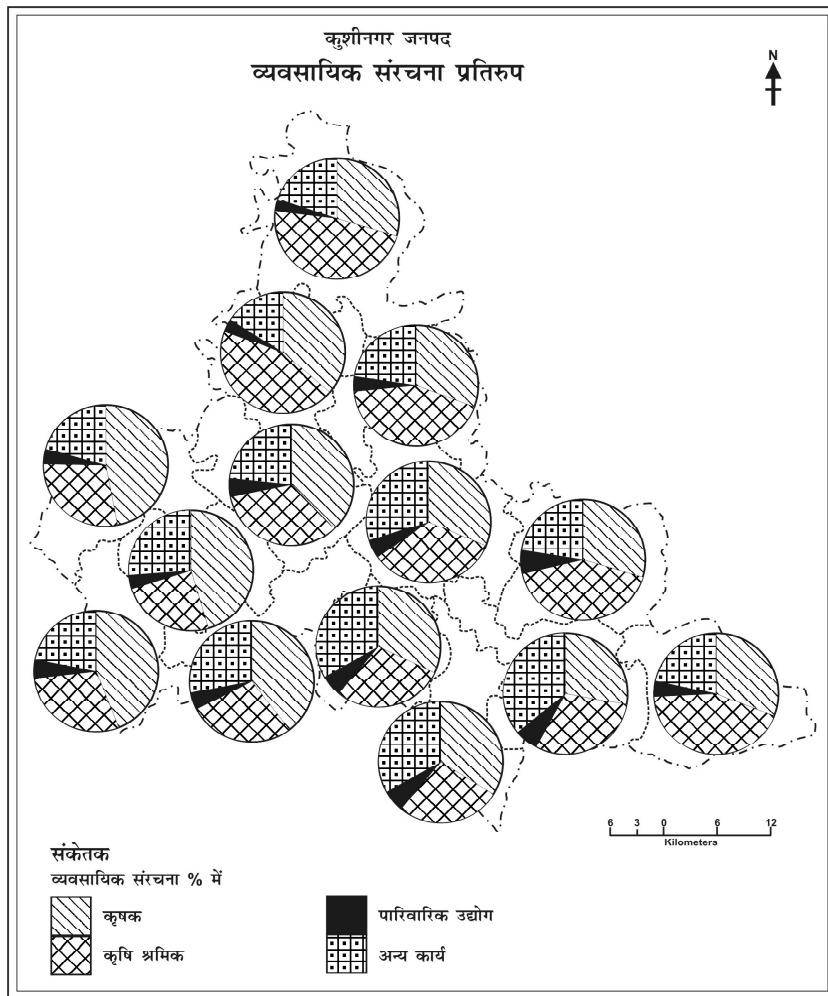 कुशीनगर जनपद
व्यवसायिक संरचना प्रतिरुप
N
6 3 0 6 12
Kilometers
संकेतक
व्यवसायिक संरचना % में
कृषक
पारिवारिक उद्योग
कृषि श्रमिक
अन्य कार्य